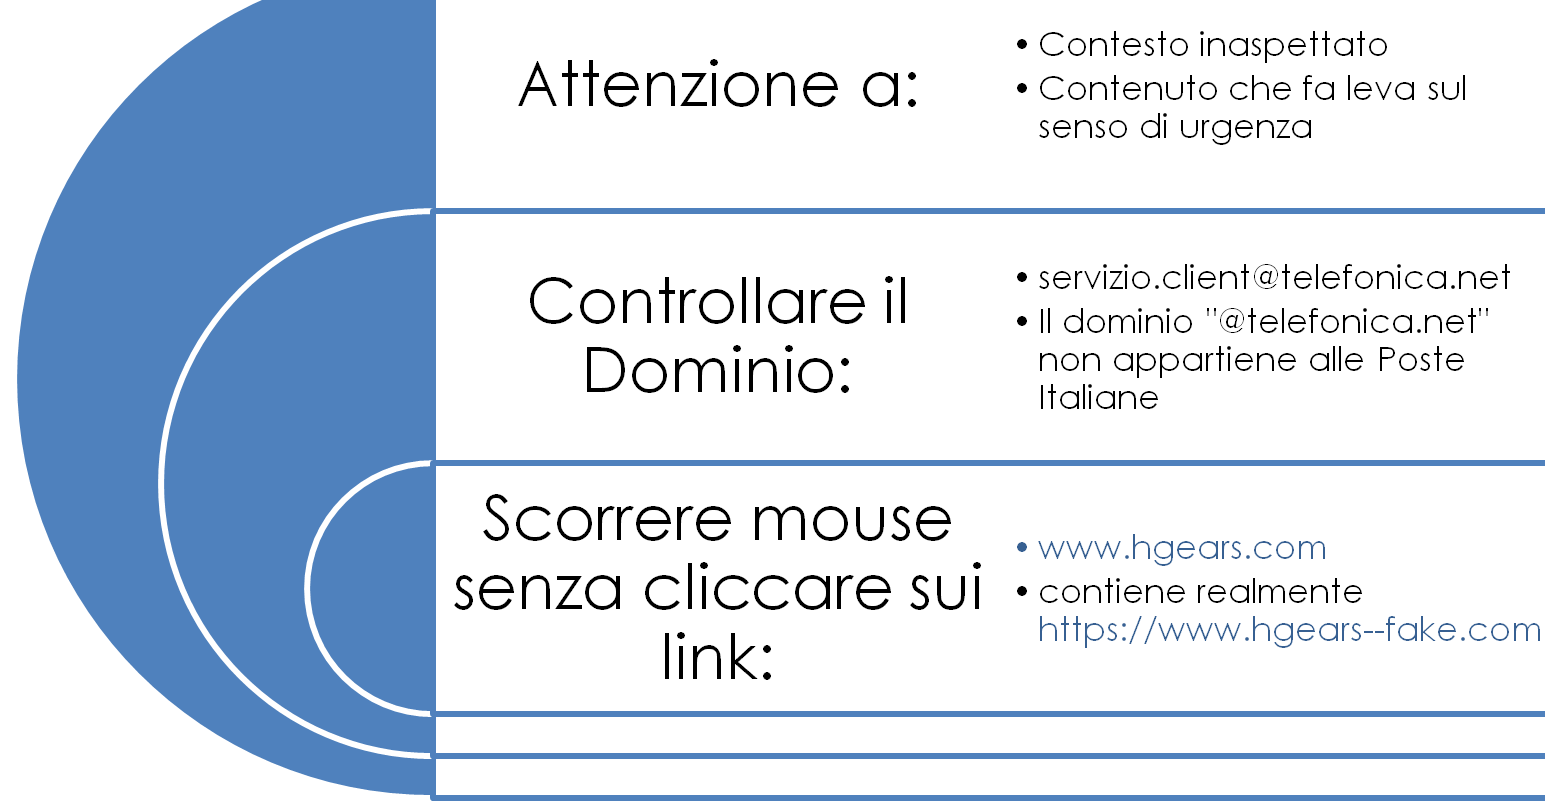 Attenzione a:
• Contesto inaspettato
• Contenuto che fa leva sul
senso di urgenza
Controllare il
Dominio:
• servizio.client@telefonica.net
• Il dominio "@telefonica.net"
non appartiene alle Poste
Italiane
Scorrere mouse
senza cliccare sui
link:
• www.hgears.com
• contiene realmente
https://www.hgears--fake.com